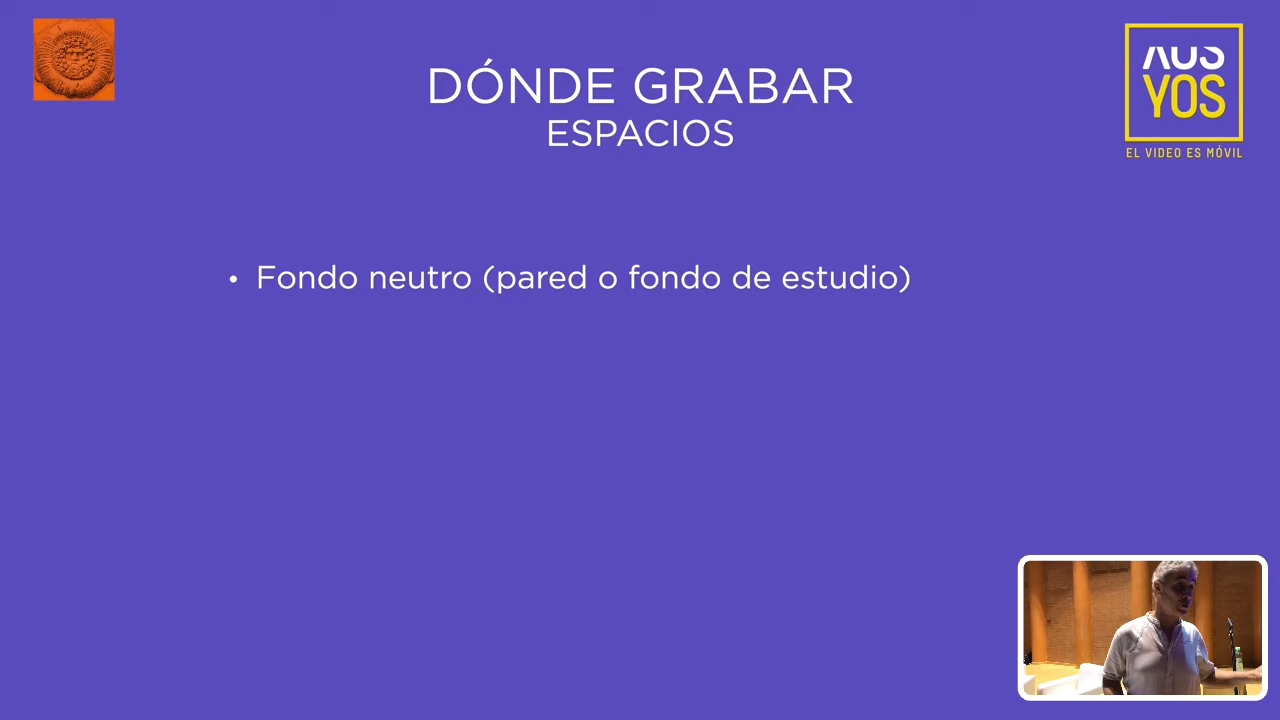 DÓNDE GRABAR
ESPACIOS
YOS
EL VIDEO ES MÓVIL
• Fondo neutro (pared o fondo de estudio)